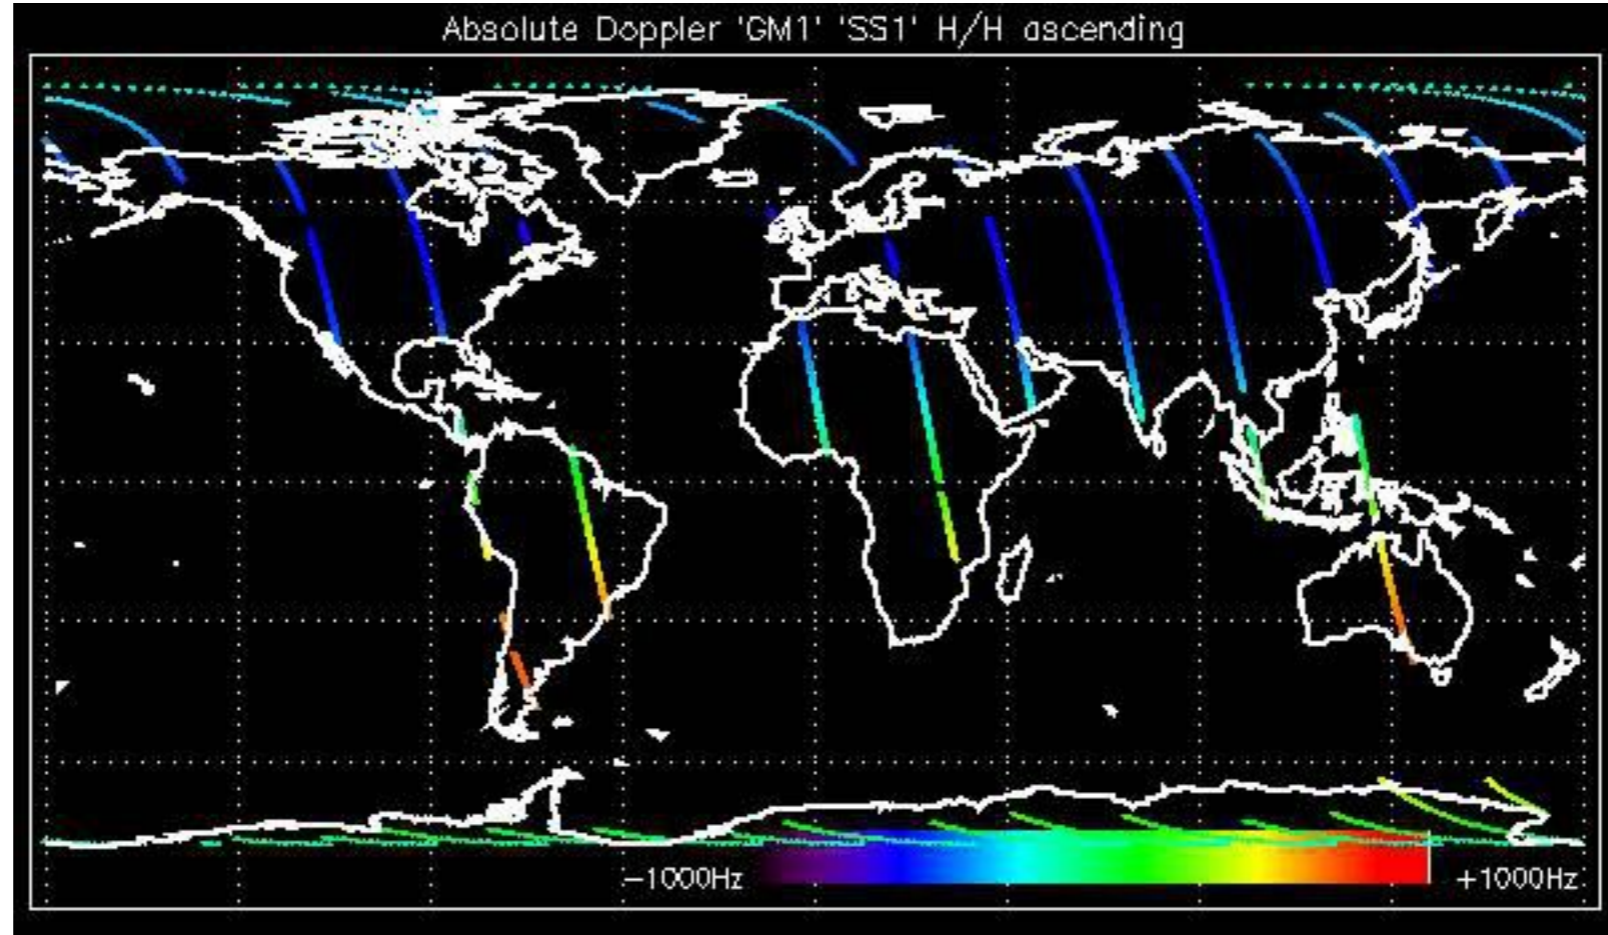 Absolute Doppler 'GM1' 'SS1' H/H ascending
−1000Hz +1000Hz